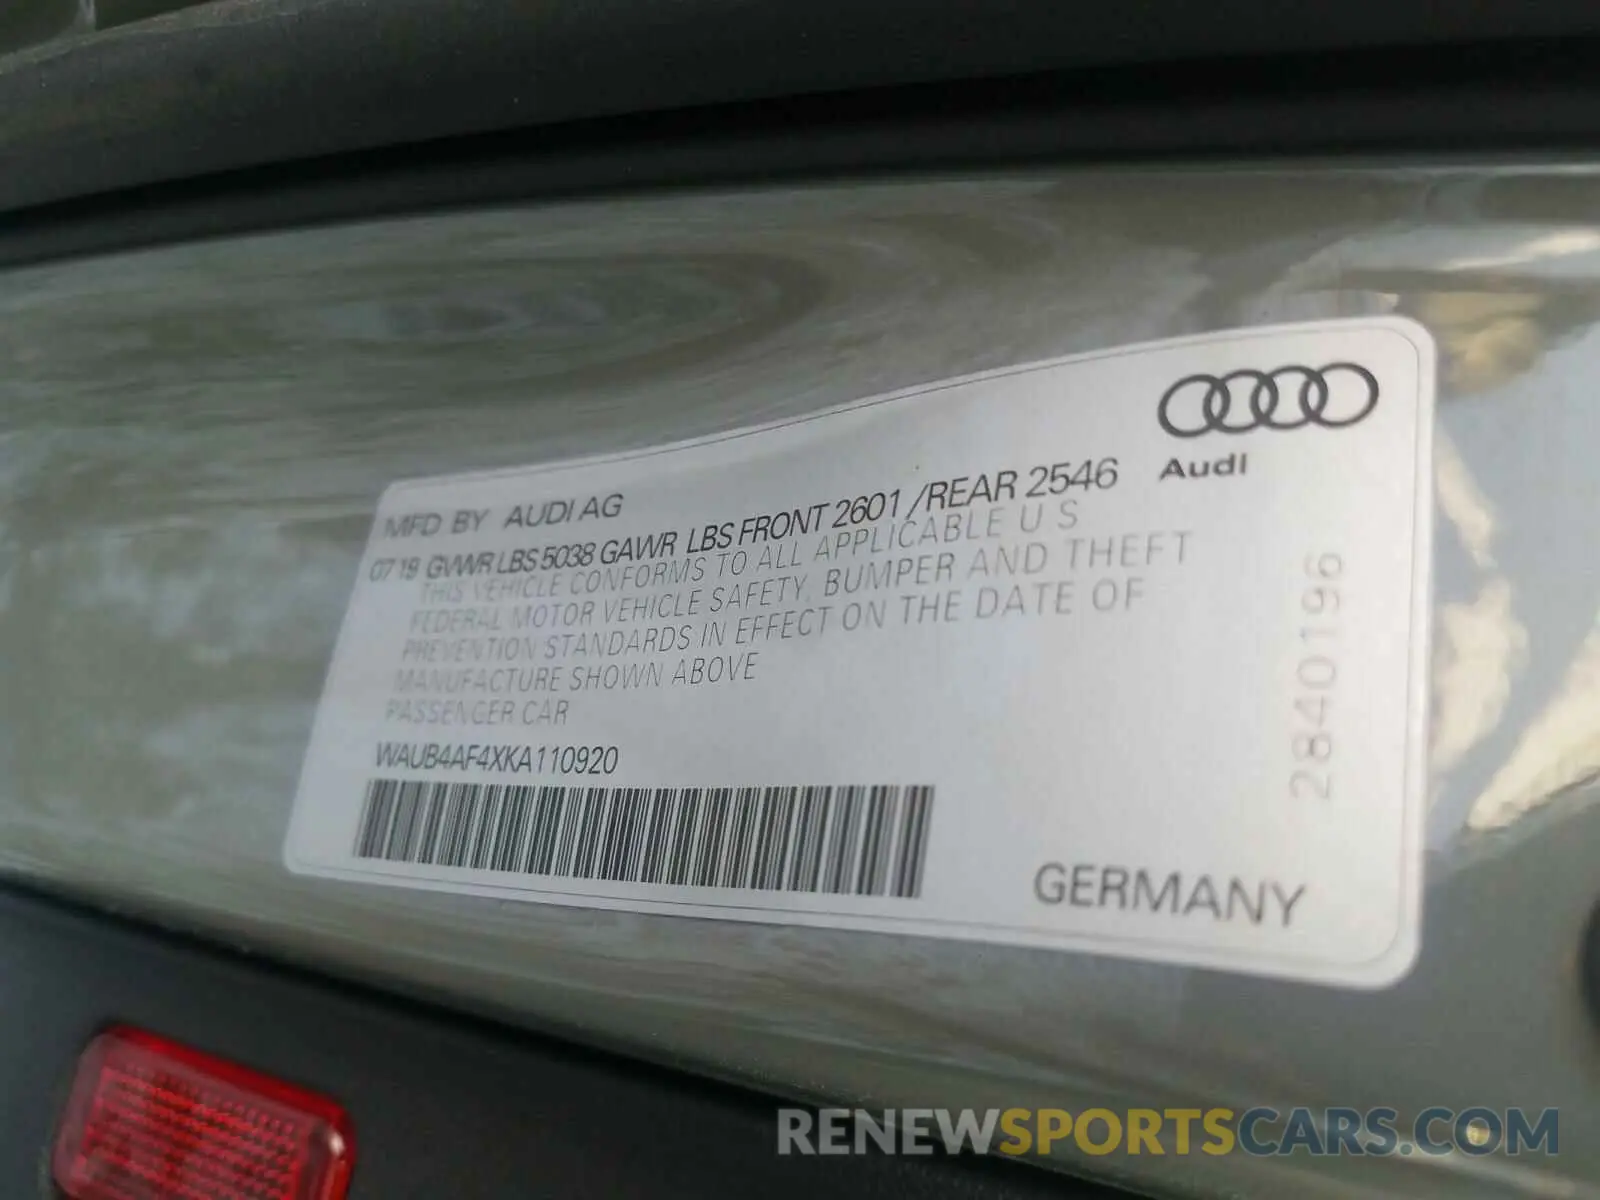 Audi
MFD BY AUDI AG
07 19 GVWR LBS 5038 GAWR LBS FRONT 2601 /REAR 2546
THIS VEHICLE CONFORMS TO ALL APPLICABLE U S
FEDERAL MOTOR VEHICLE SAFETY, BUMPER AND THEFT
PREVENTION STANDARDS IN EFFECT ON THE DATE OF
MANUFACTURE SHOWN ABOVE
PASSENGER CAR
WAUB4AF4XKA110920
GERMANY
2840196
RENEWSPORTSCARS.COM